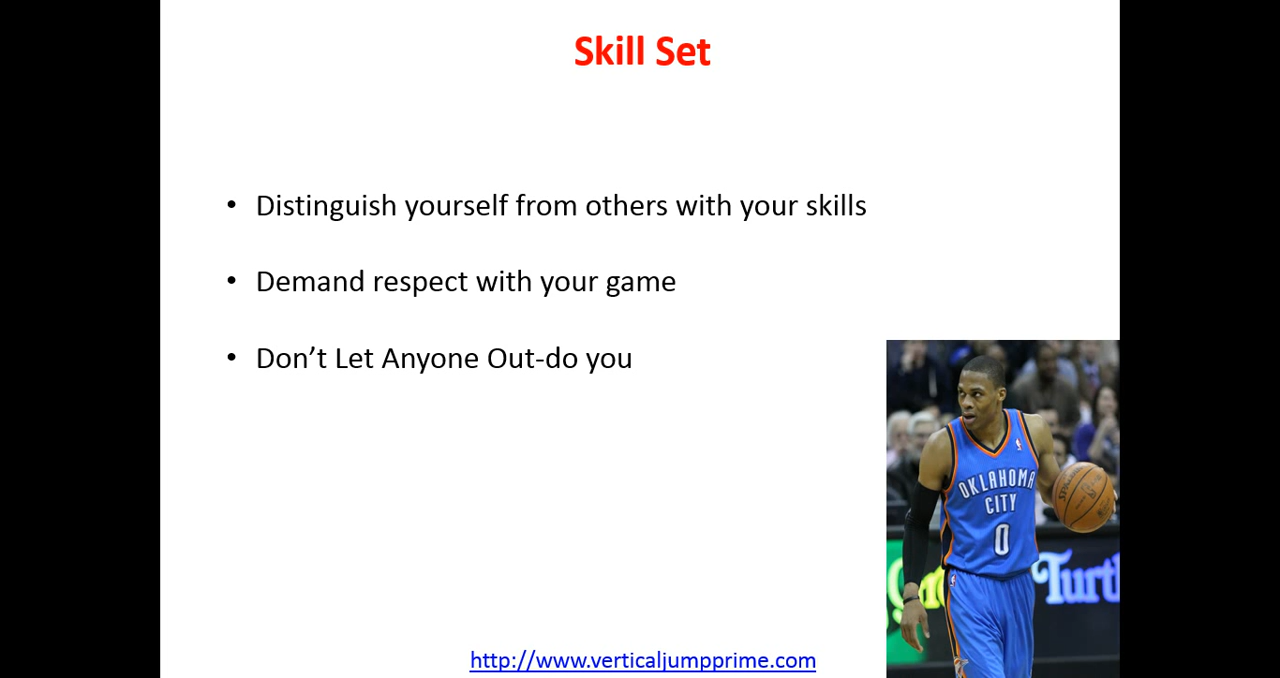 Skill Set
• Distinguish yourself from others with your skills
• Demand respect with your game
• Don’t Let Anyone Out-do you
OKLAHOMA
CITY
0
http://www.verticaljumpprime.com